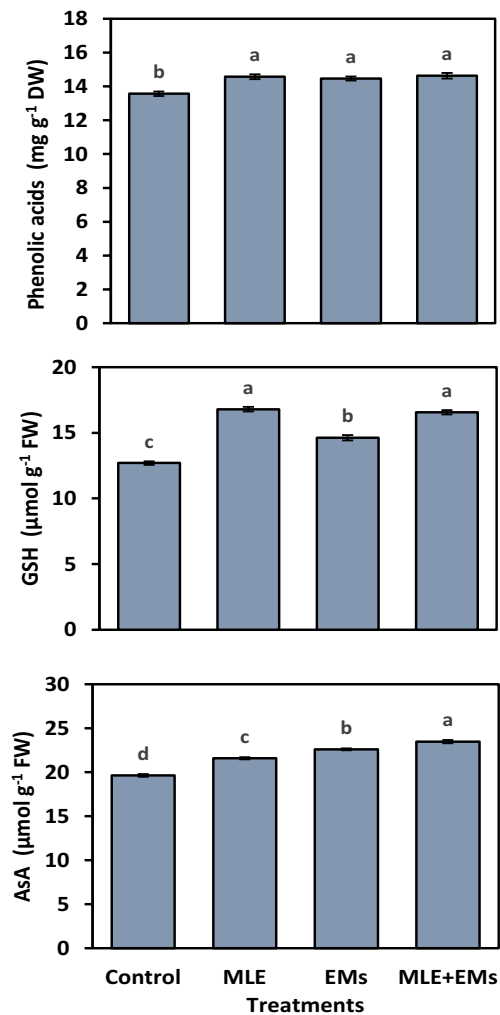 18
16
14
12
10
8
6
4
2
0
Phenolic acids (mg g⁻¹ DW)
b
a
a
a
20
15
10
5
0
GSH (µmol g⁻¹ FW)
c
a
b
a
30
25
20
15
10
5
0
AsA (µmol g⁻¹ FW)
d
c
b
a
Control MLE EMs MLE+EMs
Treatments